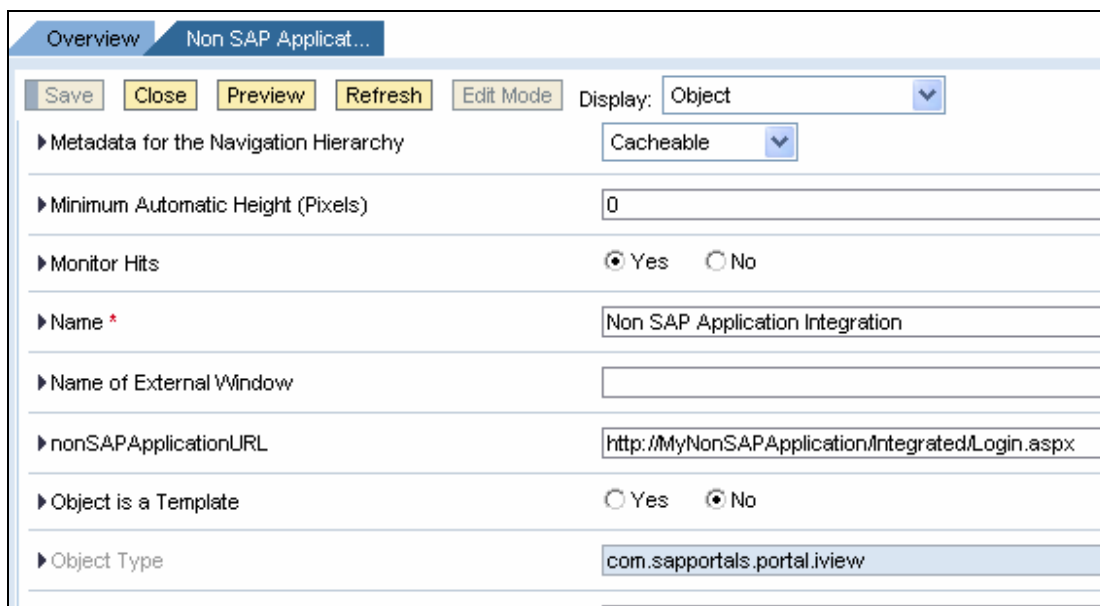 Overview Non SAP Applicat...
Save Close Preview Refresh Edit Mode Display: Object
Metadata for the Navigation Hierarchy Cacheable
Minimum Automatic Height (Pixels) 0
Monitor Hits Yes No
Name * Non SAP Application Integration
Name of External Window
nonSAPApplicationURL http://MyNonSAPApplication/Integrated/Login.aspx
Object is a Template Yes No
Object Type com.sapportals.portal.iview